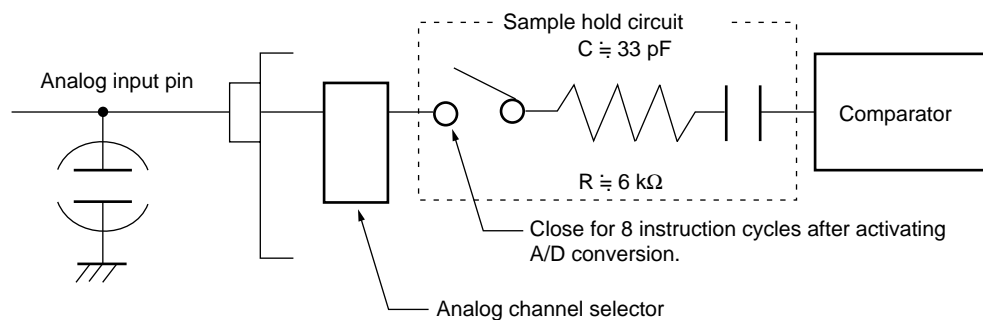 Sample hold circuit
C ≒ 33 pF
Analog input pin
Comparator
R ≒ 6 kΩ
Close for 8 instruction cycles after activating
A/D conversion.
Analog channel selector